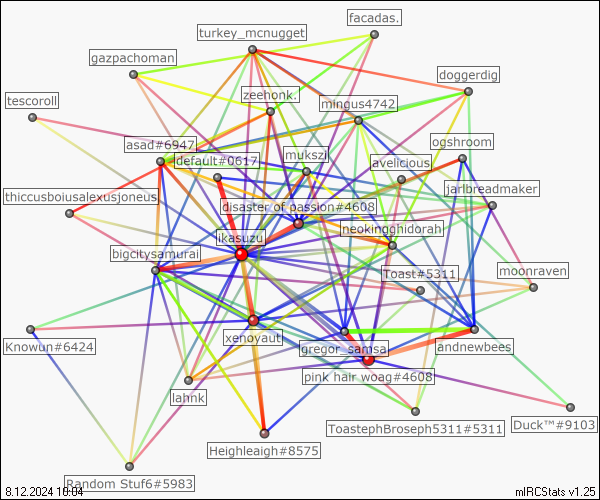 facadas.
turkey_mcnugget
gazpachoman
doggerdig
tescoroll
zeehonk.
mingus4742
asad#6947
ogshroom
default#0617
mukszi
avelicious
thiccusboiusalexusjoneus
jarlbreadmaker
disaster of passion#4608
neokingghidorah
ikasuzu
bigcitysamurai
Toast#5311
moonraven
xenoyauti
Knowun#6424
gregor_samsa
andnewbees
pink hair woag#4608
lahnk
ToastephBroseph5311#5311
Duck™#9103
Heighleaigh#8575
Random Stuf6#5983
8.12.2024 10:04
mIRCStats v1.25